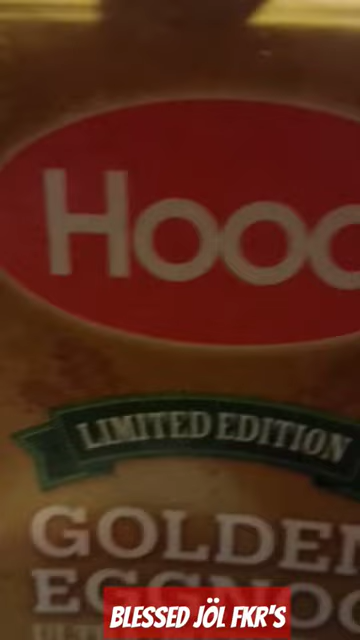 Hooc
LIMITED EDITION
GOLDEN
EGGNOG
BLESSED JÖL FKR'S